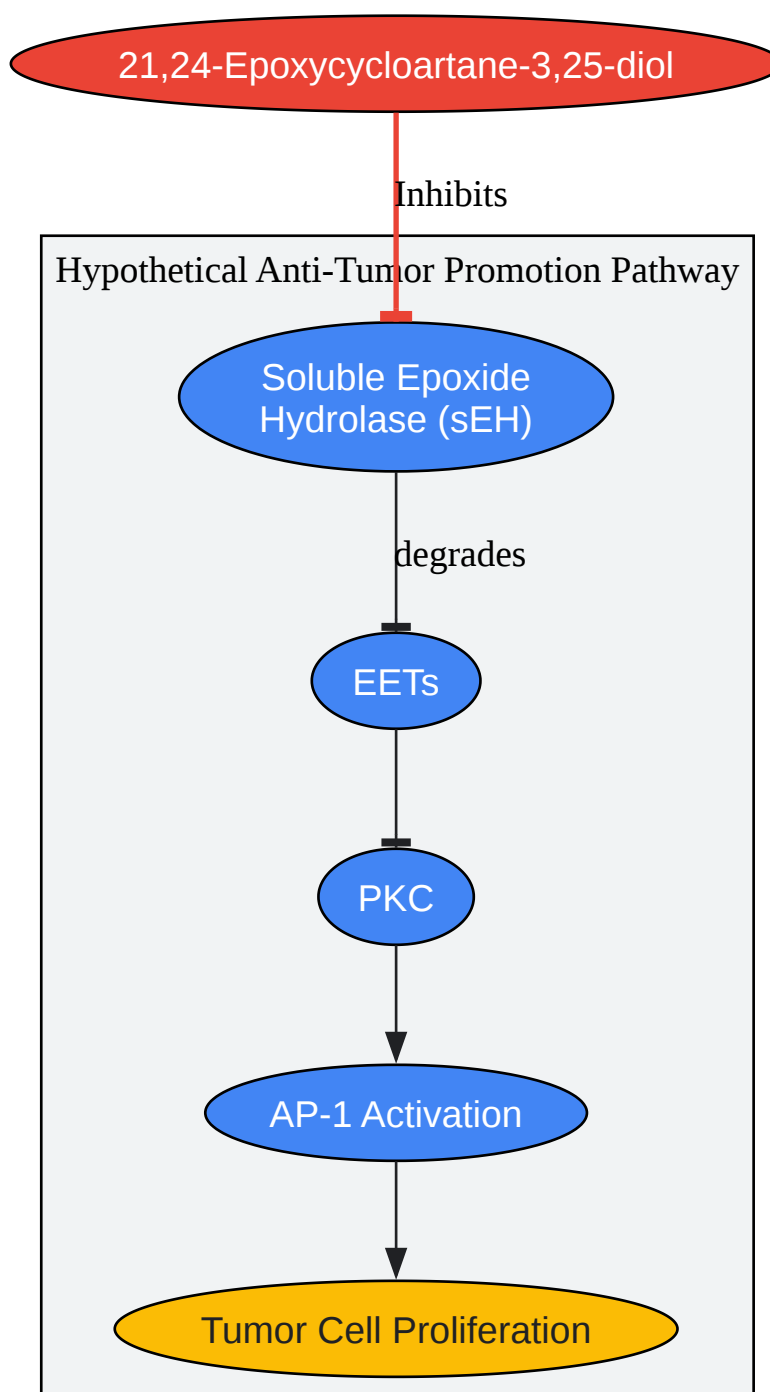 21,24-Epoxycycloartane-3,25-diol
Inhibits
Hypothetical Anti-Tumor Promotion Pathway
Soluble Epoxide
Hydrolase (sEH)
degrades
EETs
PKC
AP-1 Activation
Tumor Cell Proliferation